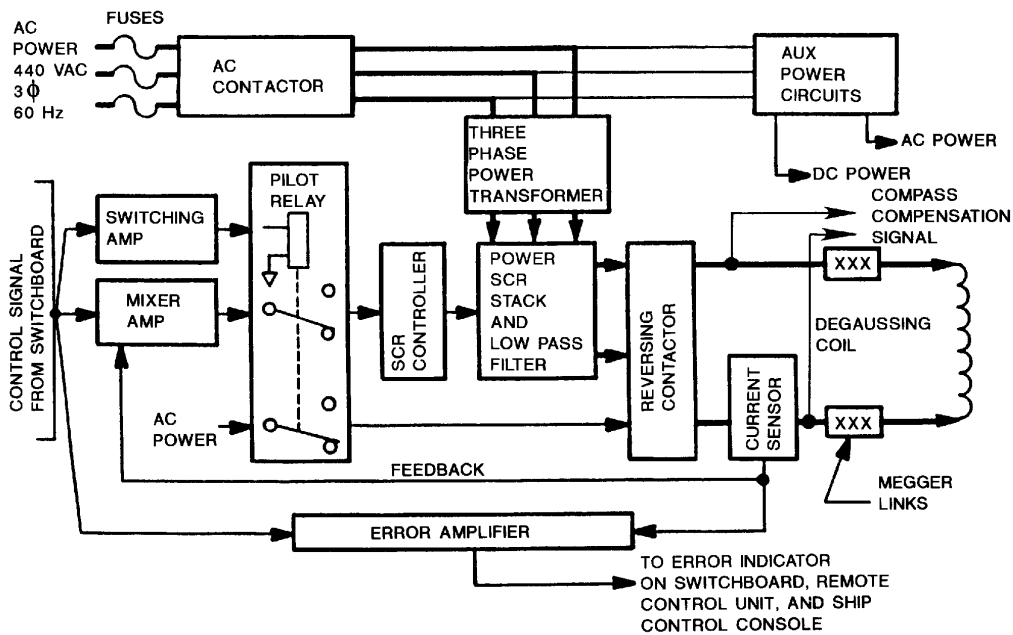 FUSES
AC
POWER
440 VAC
3ϕ
60 Hz
AC
CONTACTOR
AUX
POWER
CIRCUITS
AC POWER
DC POWER
THREE
PHASE
POWER
TRANSFORMER
COMPASS
COMPENSATION
SIGNAL
CONTROL SIGNAL
FROM SWITCHBOARD
SWITCHING
AMP
MIXER
AMP
PILOT
RELAY
SCR
CONTROLLER
POWER
SCR
STACK
AND
LOW PASS
FILTER
REVERSING
CONTACTOR
XXX
DEGAUSSING
COIL
CURRENT
SENSOR
XXX
AC
POWER
FEEDBACK
MEGGER
LINKS
ERROR AMPLIFIER
TO ERROR INDICATOR
ON SWITCHBOARD, REMOTE
CONTROL UNIT, AND SHIP
CONTROL CONSOLE